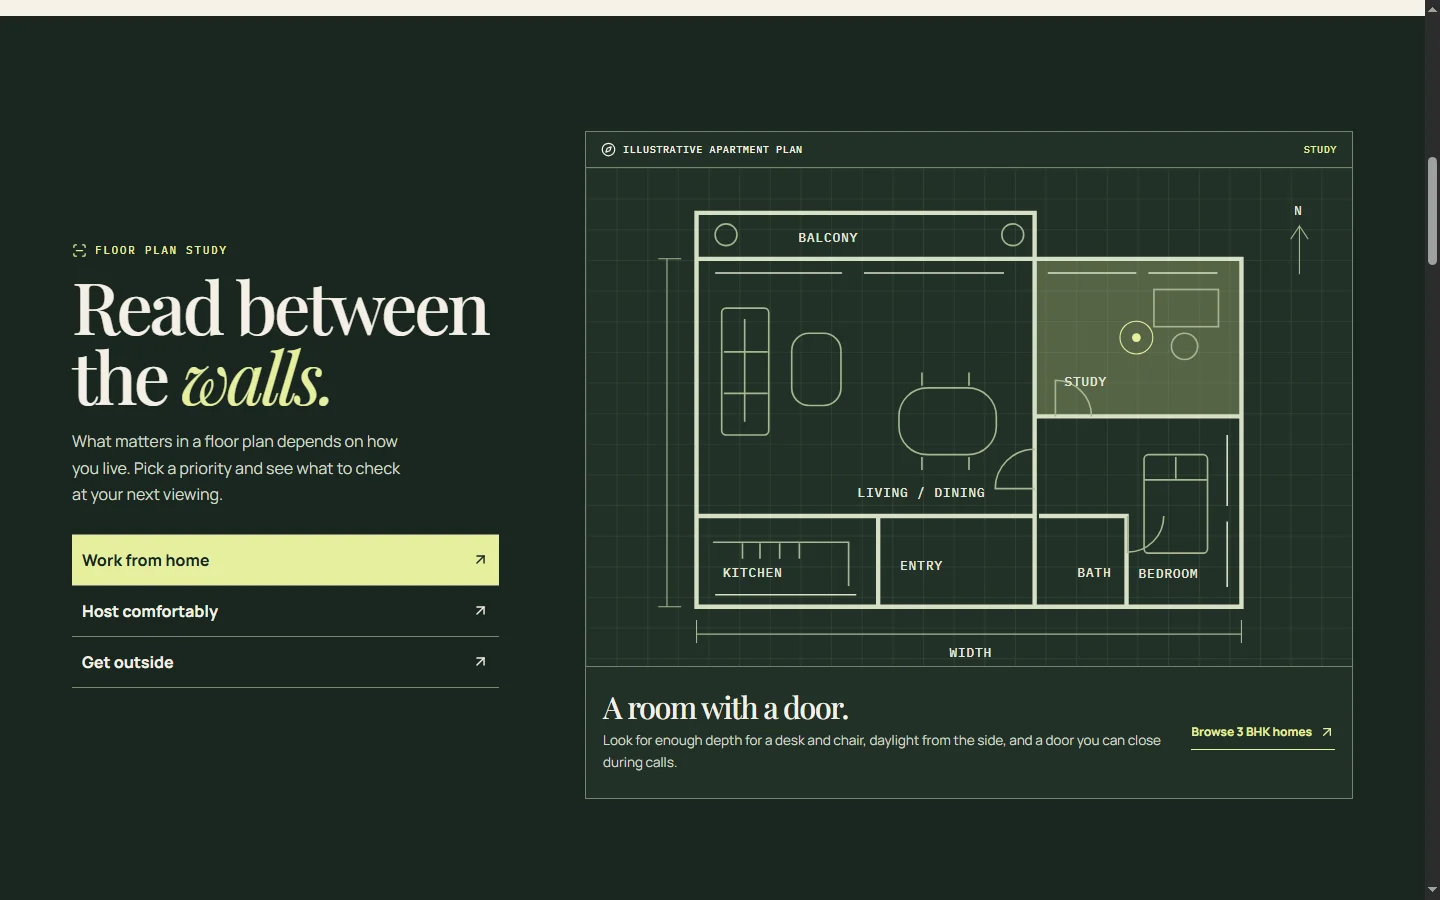 FLOOR PLAN STUDY
Read between
the walls.
What matters in a floor plan depends on how
you live. Pick a priority and see what to check
at your next viewing.
Work from home
Host comfortably
Get outside
ILLUSTRATIVE APARTMENT PLAN
STUDY
N
BALCONY
STUDY
LIVING / DINING
KITCHEN
ENTRY
BATH
BEDROOM
WIDTH
A room with a door.
Look for enough depth for a desk and chair, daylight from the side, and a door you can close
during calls.
Browse 3 BHK homes